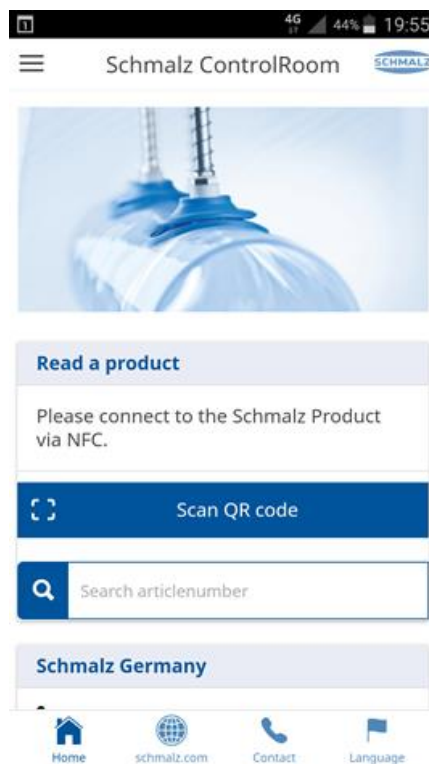 1 4G 44% 19:55
Schmalz ControlRoom SCHMALZ
Read a product
Please connect to the Schmalz Product
via NFC.
Scan QR code
Search articlenumber
Schmalz Germany
Home schmalz.com Contact Language